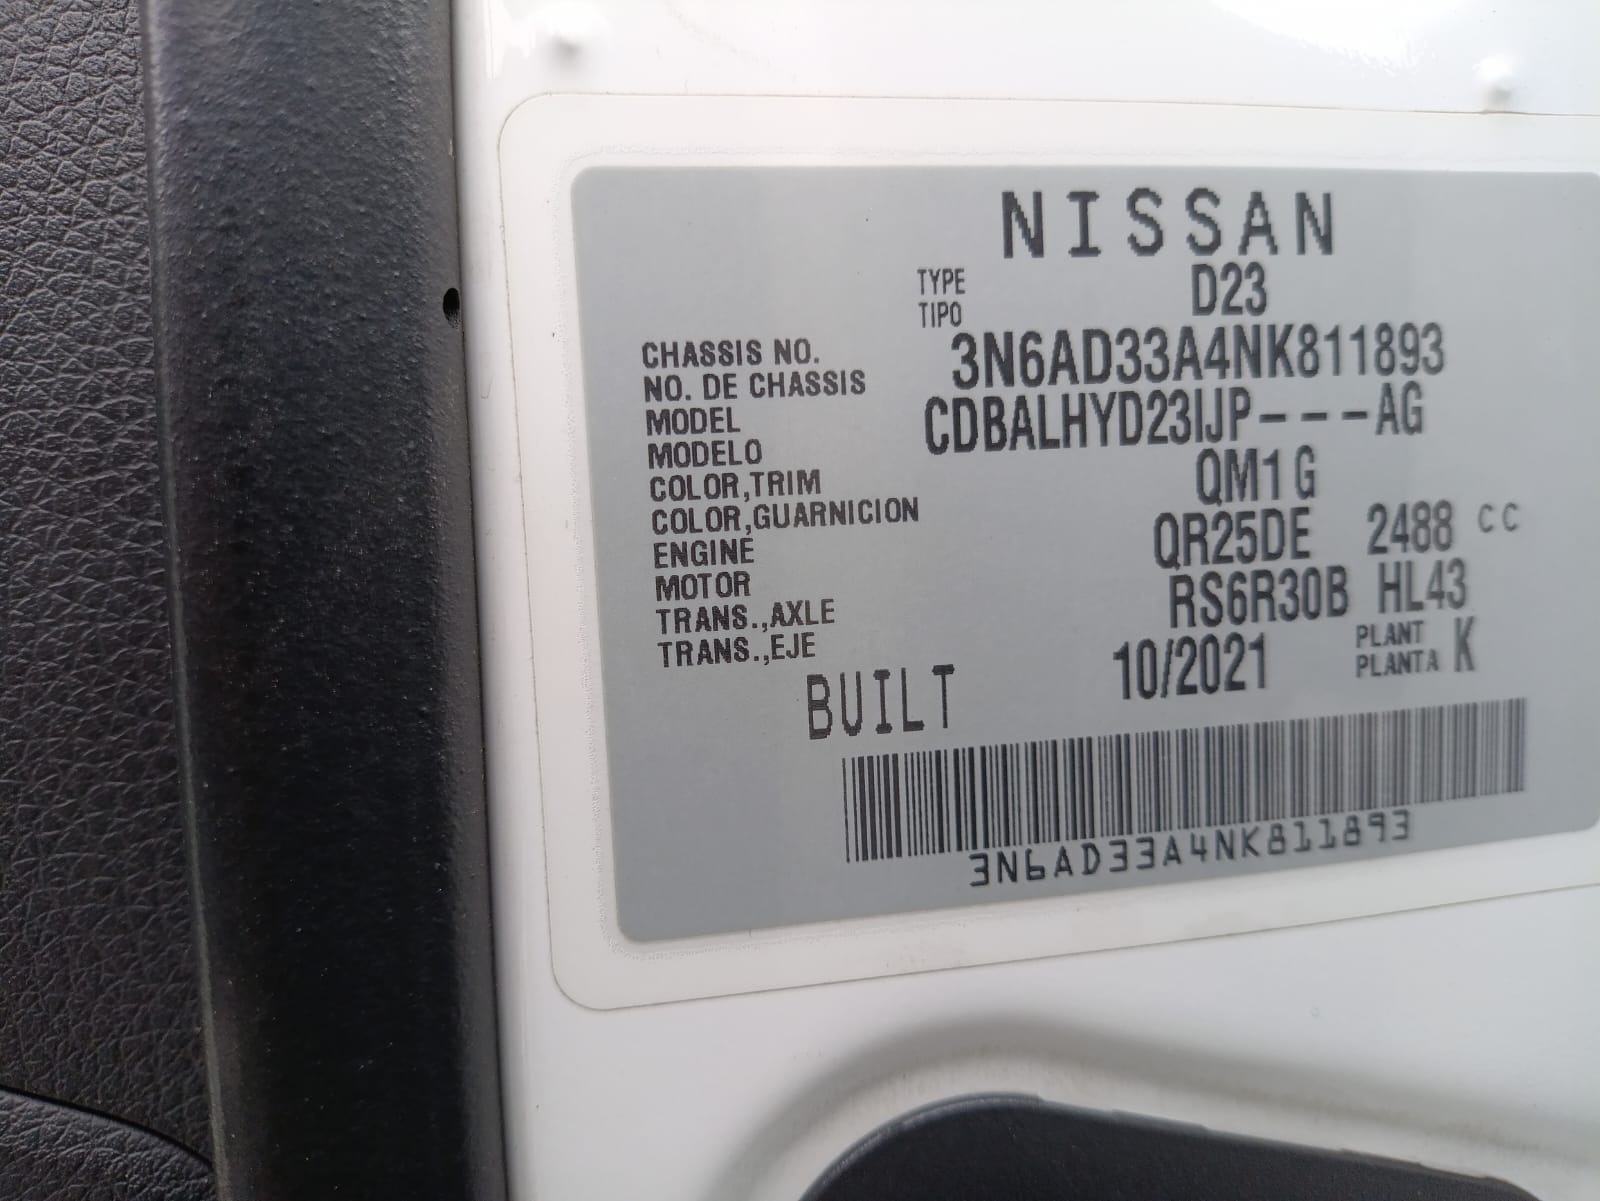 NISSAN
TYPE D23
TIPO
CHASSIS NO. 3N6AD33A4NK811893
NO. DE CHASSIS
MODEL CDBALHYD23IJP---AG
MODELO
COLOR,TRIM QM1 G
COLOR,GUARNICION
ENGINE QR25DE 2488 CC
MOTOR
TRANS.,AXLE RS6R30B HL43
TRANS.,EJE
BUILT 10/2021 PLANT K
PLANTA
3N6AD33A4NK811893